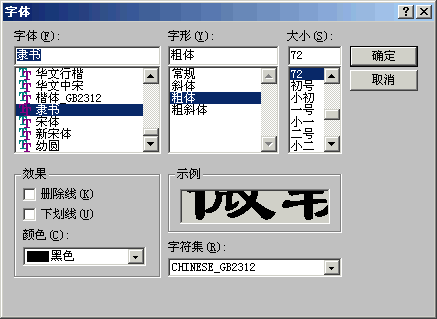 字体
字体(F):
字形(Y):
大小(S):
隶书
粗体
72
确定
取消
华文行楷
华文中宋
楷体_GB2312
隶书
宋体
新宋体
幼圆
常规
斜体
粗体
粗斜体
72
初号
小初
一号
小一
二号
小二
效果
删除线(K)
下划线(U)
颜色(C):
黑色
示例
字符集(R):
CHINESE_GB2312